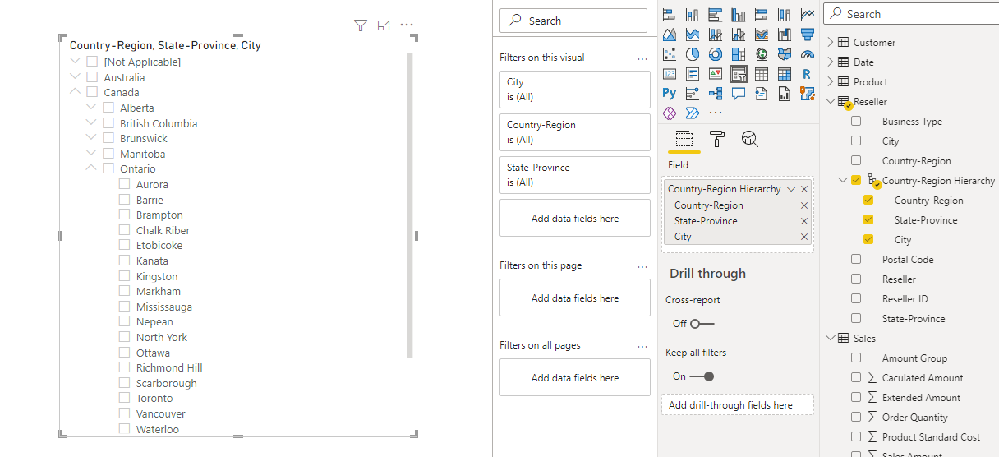 Country-Region, State-Province, City
[Not Applicable]
Australia
Canada
Alberta
British Columbia
Brunswick
Manitoba
Ontario
Aurora
Barrie
Brampton
Chalk Riber
Etobicoke
Kanata
Kingston
Markham
Mississauga
Nepean
North York
Ottawa
Richmond Hill
Scarborough
Toronto
Vancouver
Waterloo
Search
Filters on this visual
City
is (All)
Country-Region
is (All)
State-Province
is (All)
Add data fields here
Filters on this page
Add data fields here
Filters on all pages
Add data fields here
123
R
Py
Field
Country-Region Hierarchy
Country-Region
State-Province
City
Drill through
Cross-report
Off
Keep all filters
On
Add drill-through fields here
Search
Customer
Date
Product
Reseller
Business Type
City
Country-Region
Country-Region Hierarchy
Country-Region
State-Province
City
Postal Code
Reseller
Reseller ID
State-Province
Sales
Amount Group
Caculated Amount
Extended Amount
Order Quantity
Product Standard Cost
Sales Amount